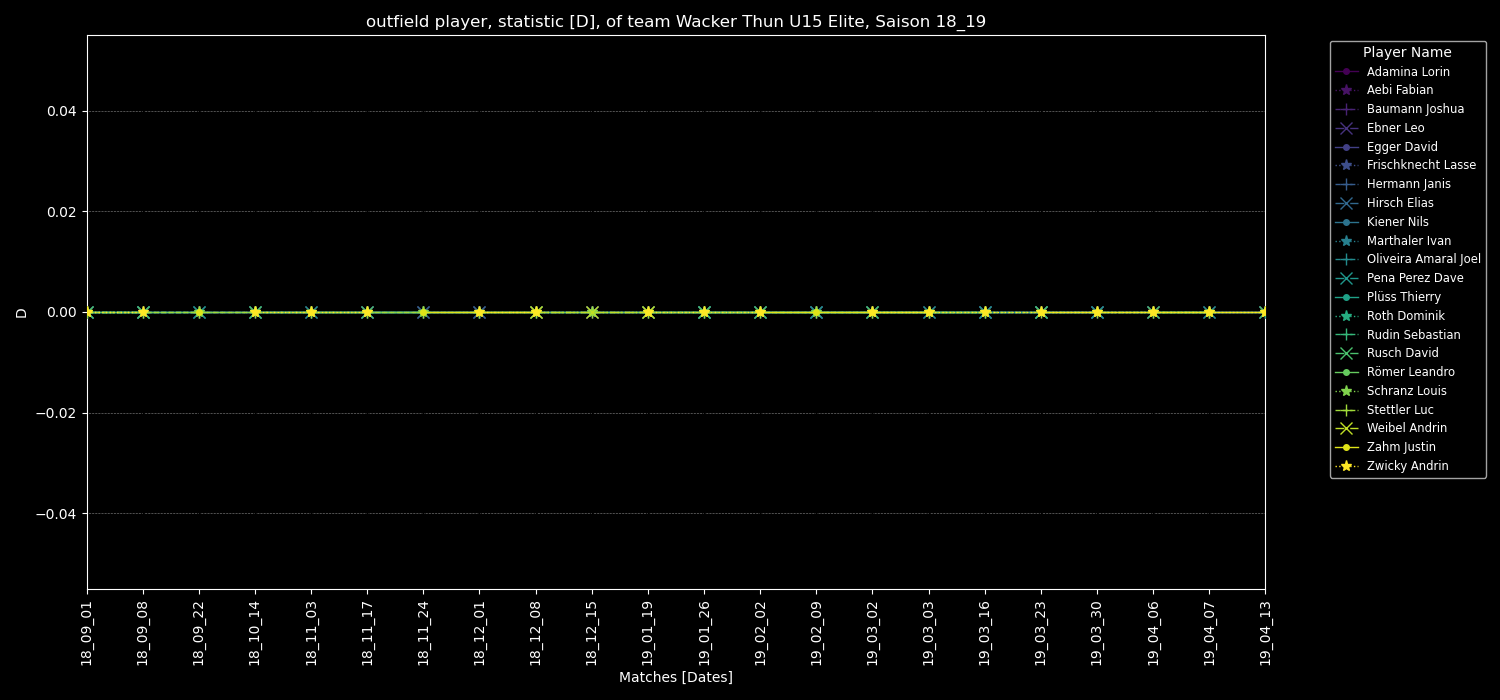 outfield player, statistic [D], of team Wacker Thun U15 Elite, Saison 18_19
D
0.04
0.02
0.00
−0.02
−0.04
18_09_01
18_09_08
18_09_22
18_10_14
18_11_03
18_11_17
18_11_24
18_12_01
18_12_08
18_12_15
19_01_19
19_01_26
19_02_02
19_02_09
19_03_02
19_03_03
19_03_16
19_03_23
19_03_30
19_04_06
19_04_07
19_04_13
Matches [Dates]
Player Name
Adamina Lorin
Aebi Fabian
Baumann Joshua
Ebner Leo
Egger David
Frischknecht Lasse
Hermann Janis
Hirsch Elias
Kiener Nils
Marthaler Ivan
Oliveira Amaral Joel
Pena Perez Dave
Plüss Thierry
Roth Dominik
Rudin Sebastian
Rusch David
Römer Leandro
Schranz Louis
Stettler Luc
Weibel Andrin
Zahm Justin
Zwicky Andrin